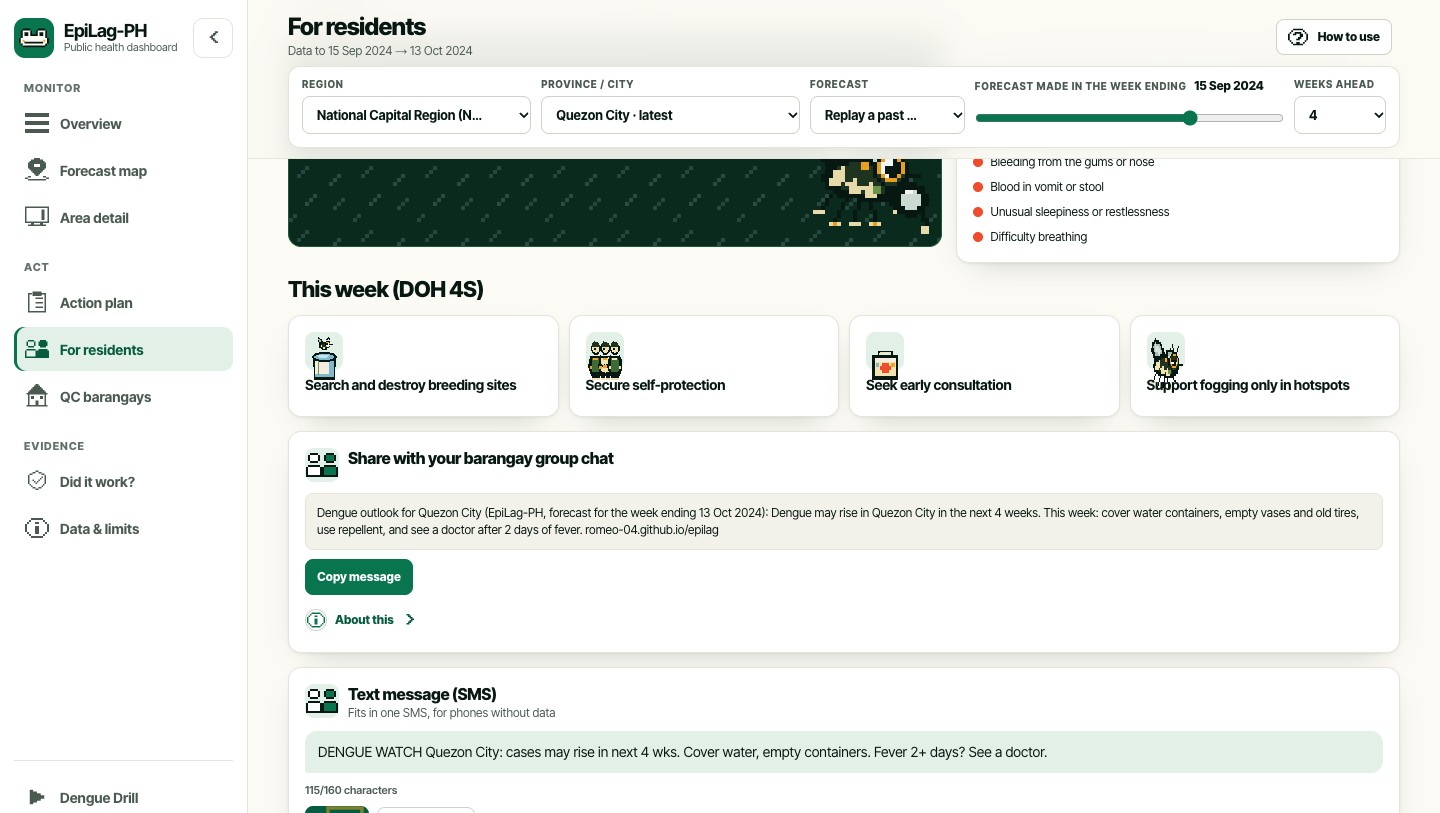 EpiLag-PH
Public health dashboard
MONITOR
Overview
Forecast map
Area detail
ACT
Action plan
For residents
QC barangays
EVIDENCE
Did it work?
Data & limits
Dengue Drill
For residents
Data to 15 Sep 2024 → 13 Oct 2024
How to use
REGION
National Capital Region (N...
PROVINCE / CITY
Quezon City · latest
FORECAST
Replay a past ...
FORECAST MADE IN THE WEEK ENDING 15 Sep 2024
WEEKS AHEAD
4
Bleeding from the gums or nose
Blood in vomit or stool
Unusual sleepiness or restlessness
Difficulty breathing
This week (DOH 4S)
Search and destroy breeding sites
Secure self-protection
Seek early consultation
Support fogging only in hotspots
Share with your barangay group chat
Dengue outlook for Quezon City (EpiLag-PH, forecast for the week ending 13 Oct 2024): Dengue may rise in Quezon City in the next 4 weeks. This week: cover water containers, empty vases and old tires,
use repellent, and see a doctor after 2 days of fever. romeo-04.github.io/epilag
Copy message
About this
Text message (SMS)
Fits in one SMS, for phones without data
DENGUE WATCH Quezon City: cases may rise in next 4 wks. Cover water, empty containers. Fever 2+ days? See a doctor.
115/160 characters